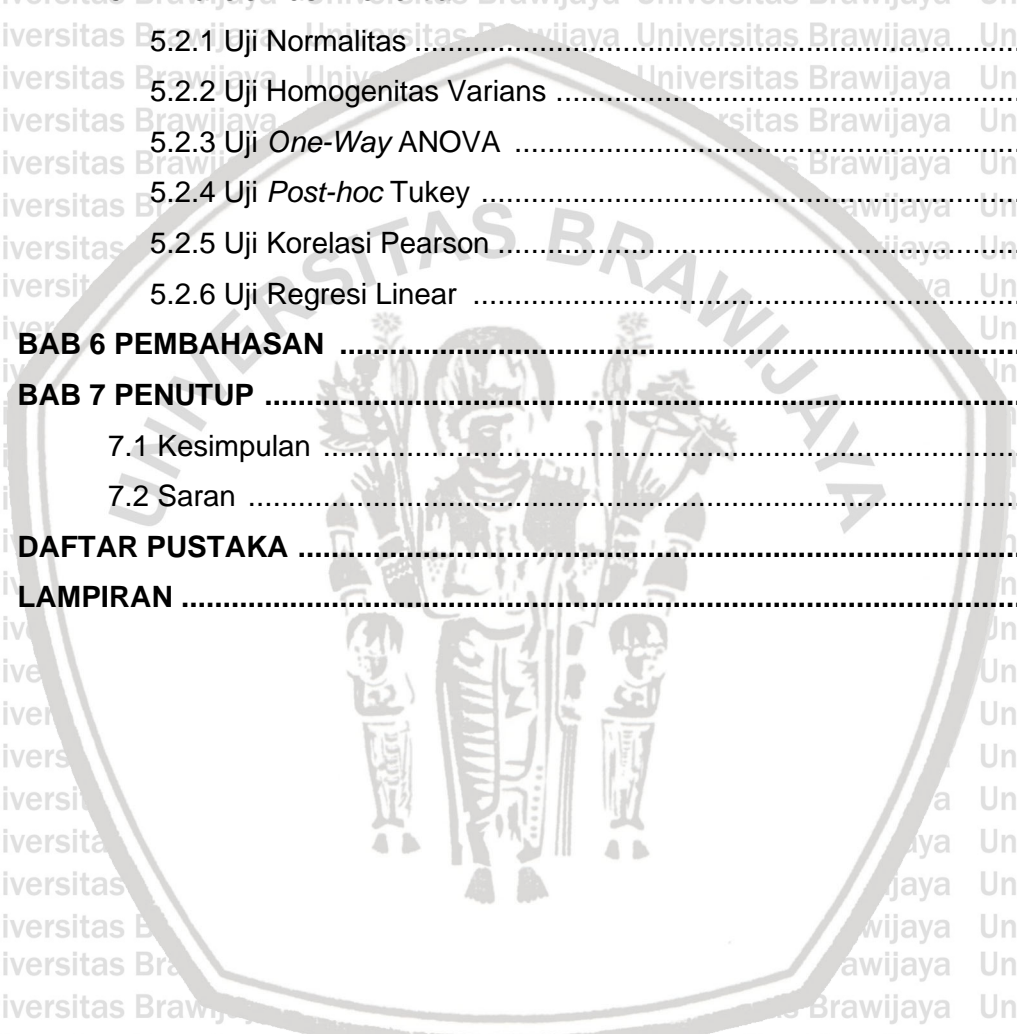 5.2.1 Uji Normalitas ................................................................
5.2.2 Uji Homogenitas Varians ................................................................
5.2.3 Uji One-Way ANOVA ................................................................
5.2.4 Uji Post-hoc Tukey ................................................................
5.2.5 Uji Korelasi Pearson ................................................................
5.2.6 Uji Regresi Linear ................................................................
BAB 6 PEMBAHASAN ................................................................
BAB 7 PENUTUP ................................................................
7.1 Kesimpulan ................................................................
7.2 Saran ................................................................
DAFTAR PUSTAKA ................................................................
LAMPIRAN ................................................................
UNIVERSITAS BRAWIJAYA